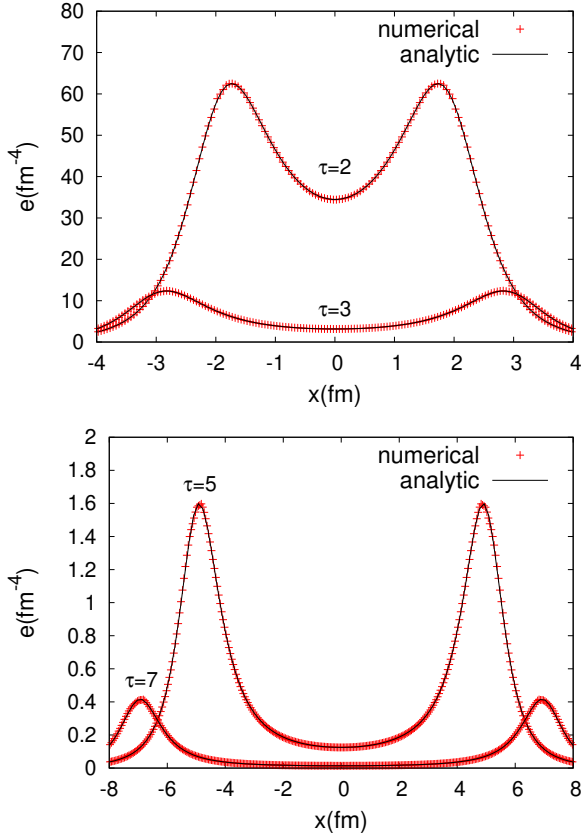 80
70
60
50
40
30
20
10
0
e(fm⁻⁴)
numerical
analytic
τ=2
τ=3
-4 -3 -2 -1 0 1 2 3 4
x(fm)
2
1.8
1.6
1.4
1.2
1
0.8
0.6
0.4
0.2
0
e(fm⁻⁴)
numerical
analytic
τ=5
τ=7
-8 -6 -4 -2 0 2 4 6 8
x(fm)